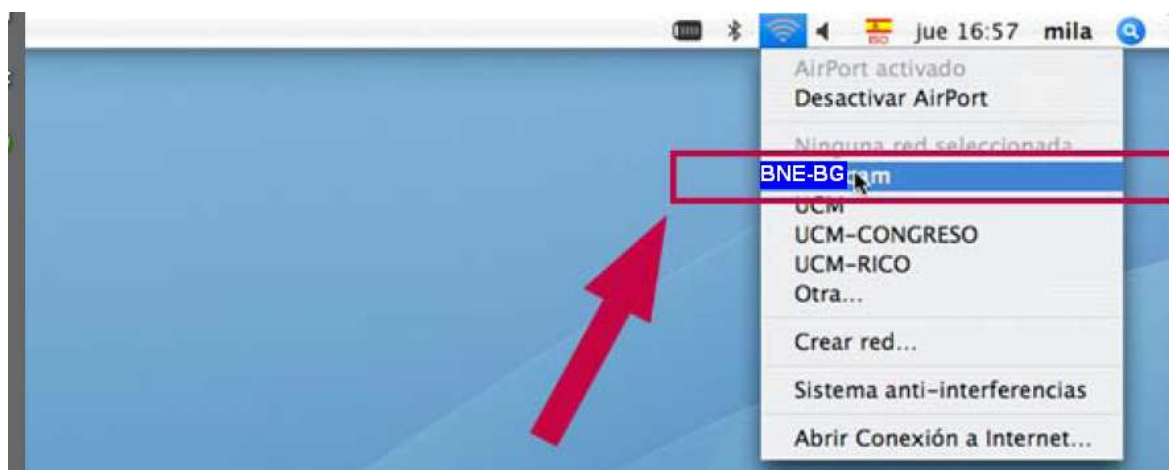 ISO jue 16:57 mila
AirPort activado
Desactivar AirPort
Ninguna red seleccionada
BNE-BG
UCM
UCM-CONGRESO
UCM-RICO
Otra...
Crear red...
Sistema anti-interferencias
Abrir Conexión a Internet...